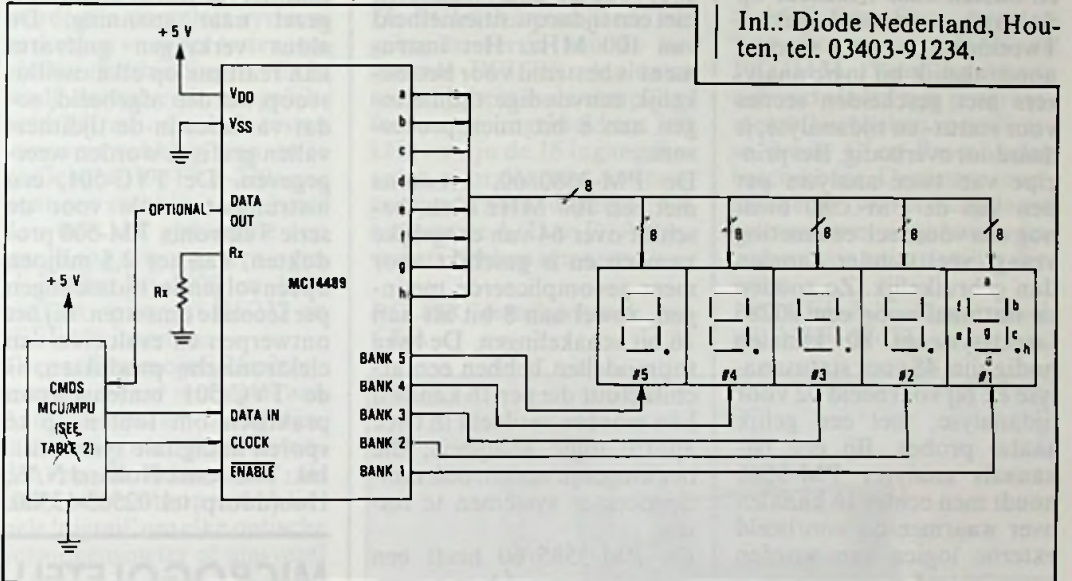 Inl.: Diode Nederland, Hou-
ten, tel. 03403-91234.
+ 5 V
VDD
VSS
OPTIONAL
DATA
OUT
Rx
Rx
MC14489
a
b
c
d
e
f
g
h
8
8
8
8
8
8
+ 5 V
CMOS
MCU/MPU
(SEE
TABLE 2)
DATA IN
CLOCK
ENABLE
BANK 5
BANK 4
BANK 3
BANK 2
BANK 1
a
f
b
g
e
c
d
h
#5
#4
#3
#2
#1